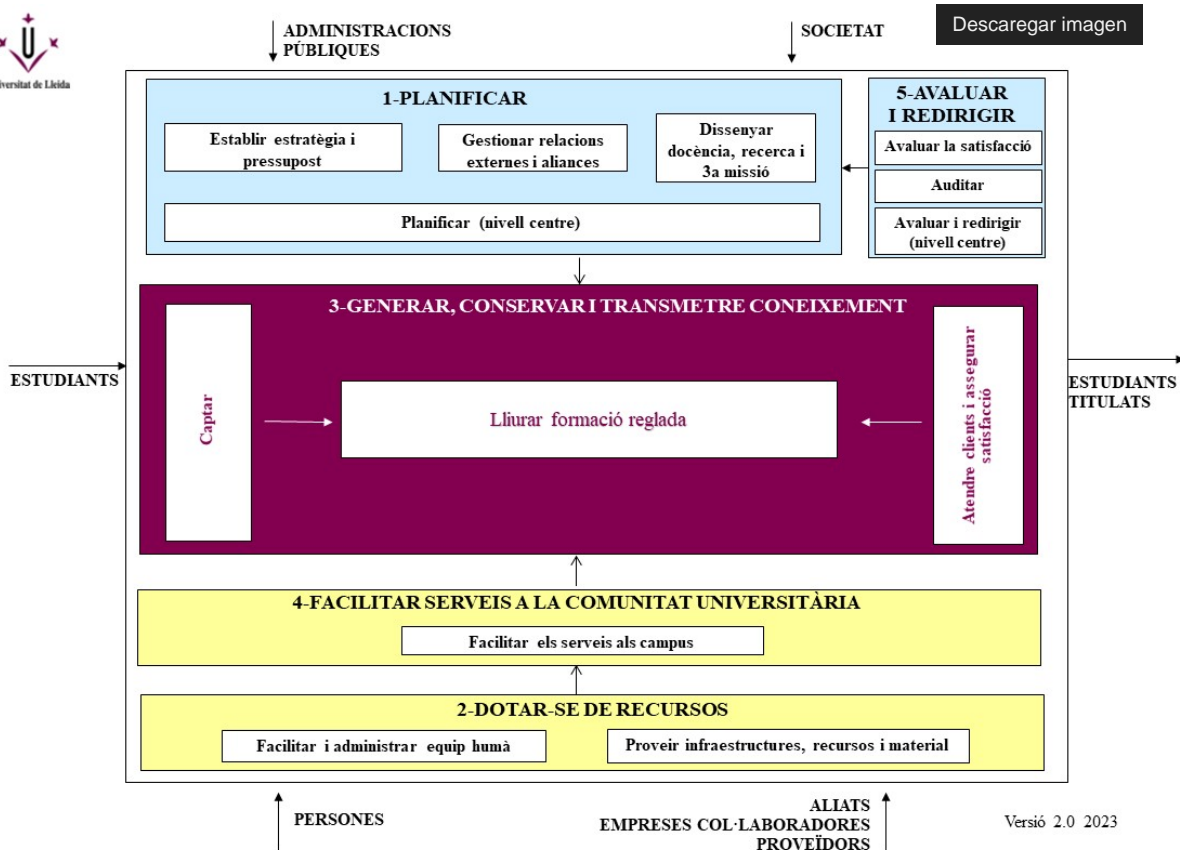 ADMINISTRACIONS
PÚBLIQUES
SOCIETAT
Descaregar imagen
Universitat de Lleida
1-PLANIFICAR
Establir estratègia i
pressupost
Gestionar relacions
externes i aliances
Dissenyar
docència, recerca i
3a missió
Planificar (nivell centre)
5-AVALUAR
I REDIRIGIR
Avaluar la satisfacció
Auditar
Avaluar i redirigir
(nivell centre)
3-GENERAR, CONSERVAR I TRANSMETRE CONEIXEMENT
ESTUDIANTS
Captar
Lliurar formació reglada
Atendre clients i assegurar
satisfacció
ESTUDIANTS
TITULATS
4-FACILITAR SERVEIS A LA COMUNITAT UNIVERSITÀRIA
Facilitar els serveis als campus
2-DOTAR-SE DE RECURSOS
Facilitar i administrar equip humà
Proveir infraestructures, recursos i material
PERSONES
ALIATS
EMPRESES COL·LABORADORES
PROVEÏDORS
Versió 2.0 2023